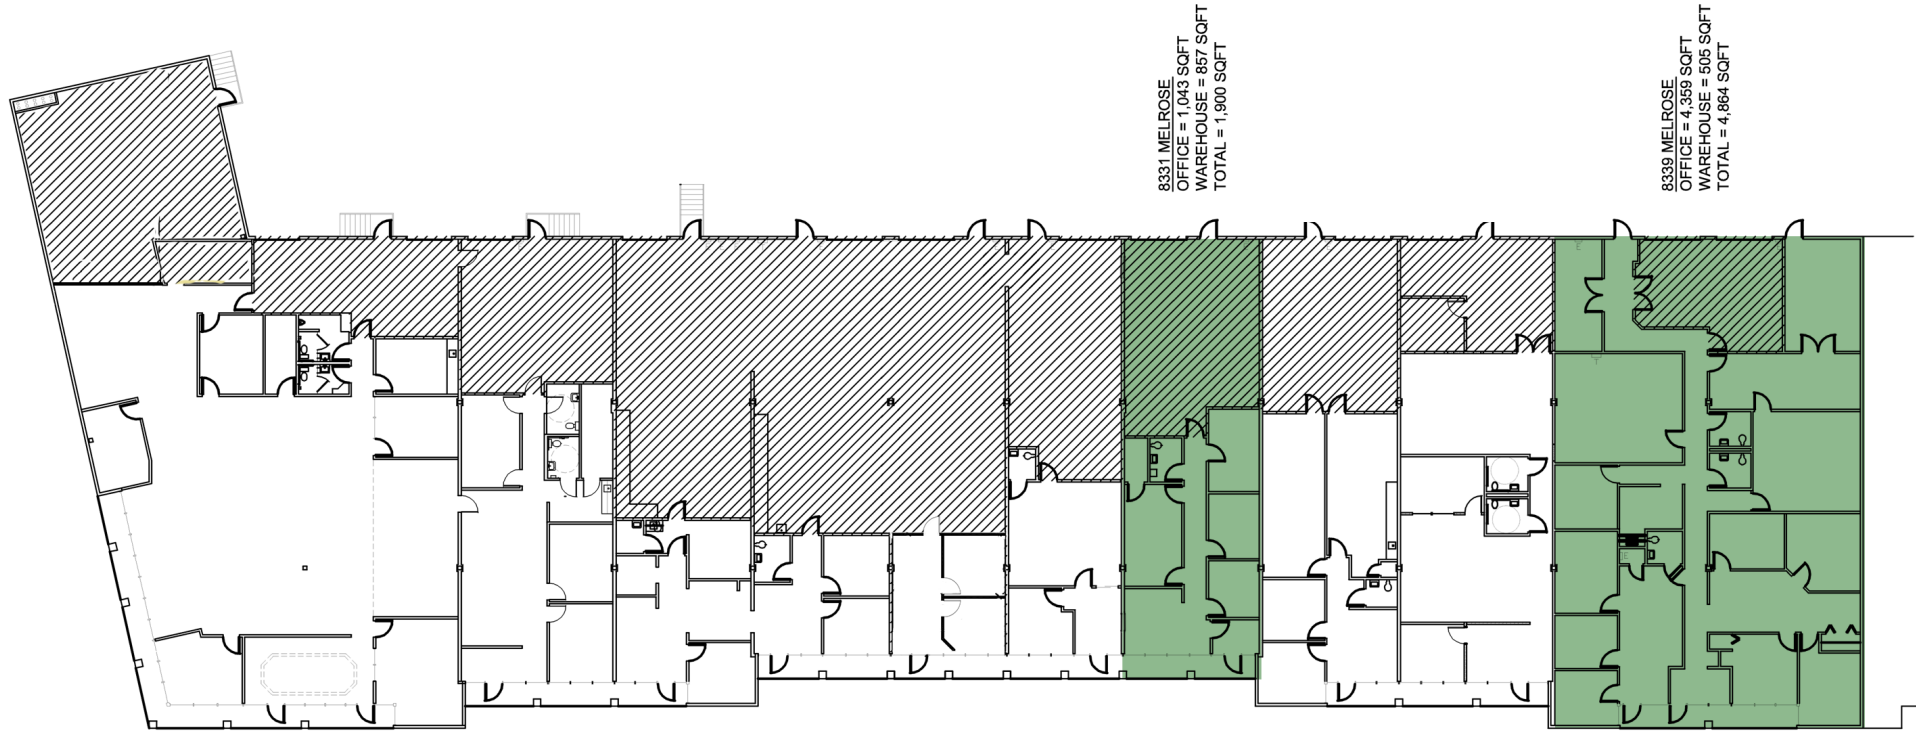 8331 MELROSE
OFFICE = 1,043 SQFT
WAREHOUSE = 857 SQFT
TOTAL = 1,900 SQFT
8339 MELROSE
OFFICE = 4,359 SQFT
WAREHOUSE = 505 SQFT
TOTAL = 4,864 SQFT